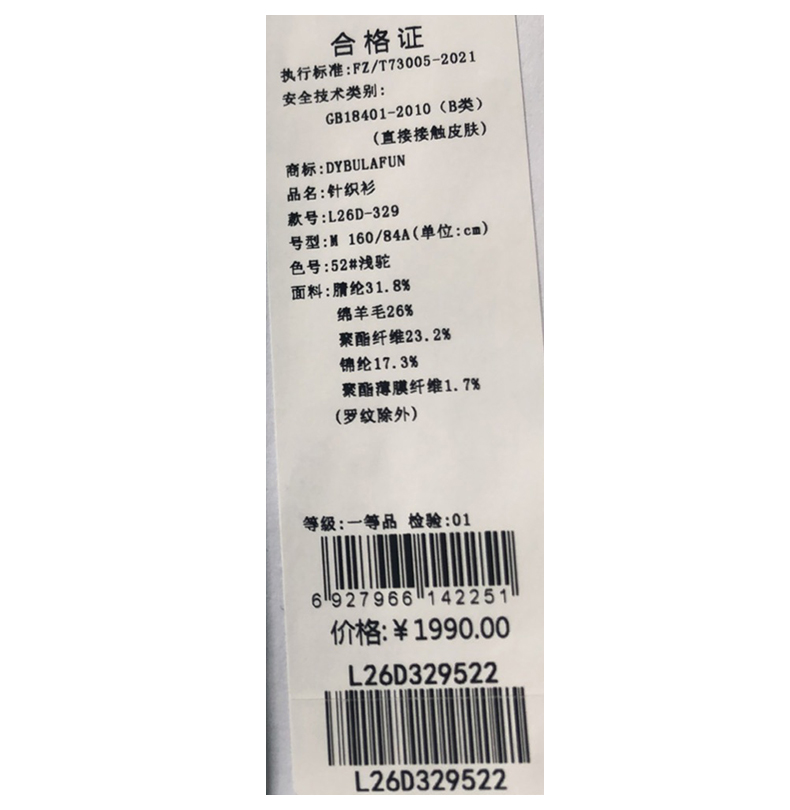 合格证
执行标准:FZ/T73005-2021
安全技术类别:
GB18401-2010（B类）
(直接接触皮肤)
商标:DYBULAFUN
品名:针织衫
款号:L26D-329
号型:M 160/84A(单位:cm)
色号:52#浅驼
面料:腈纶31.8%
绵羊毛26%
聚酯纤维23.2%
锦纶17.3%
聚酯薄膜纤维1.7%
(罗纹除外)
等级:一等品 检验:01
6 927966 142251
价格:￥1990.00
L26D329522
L26D329522